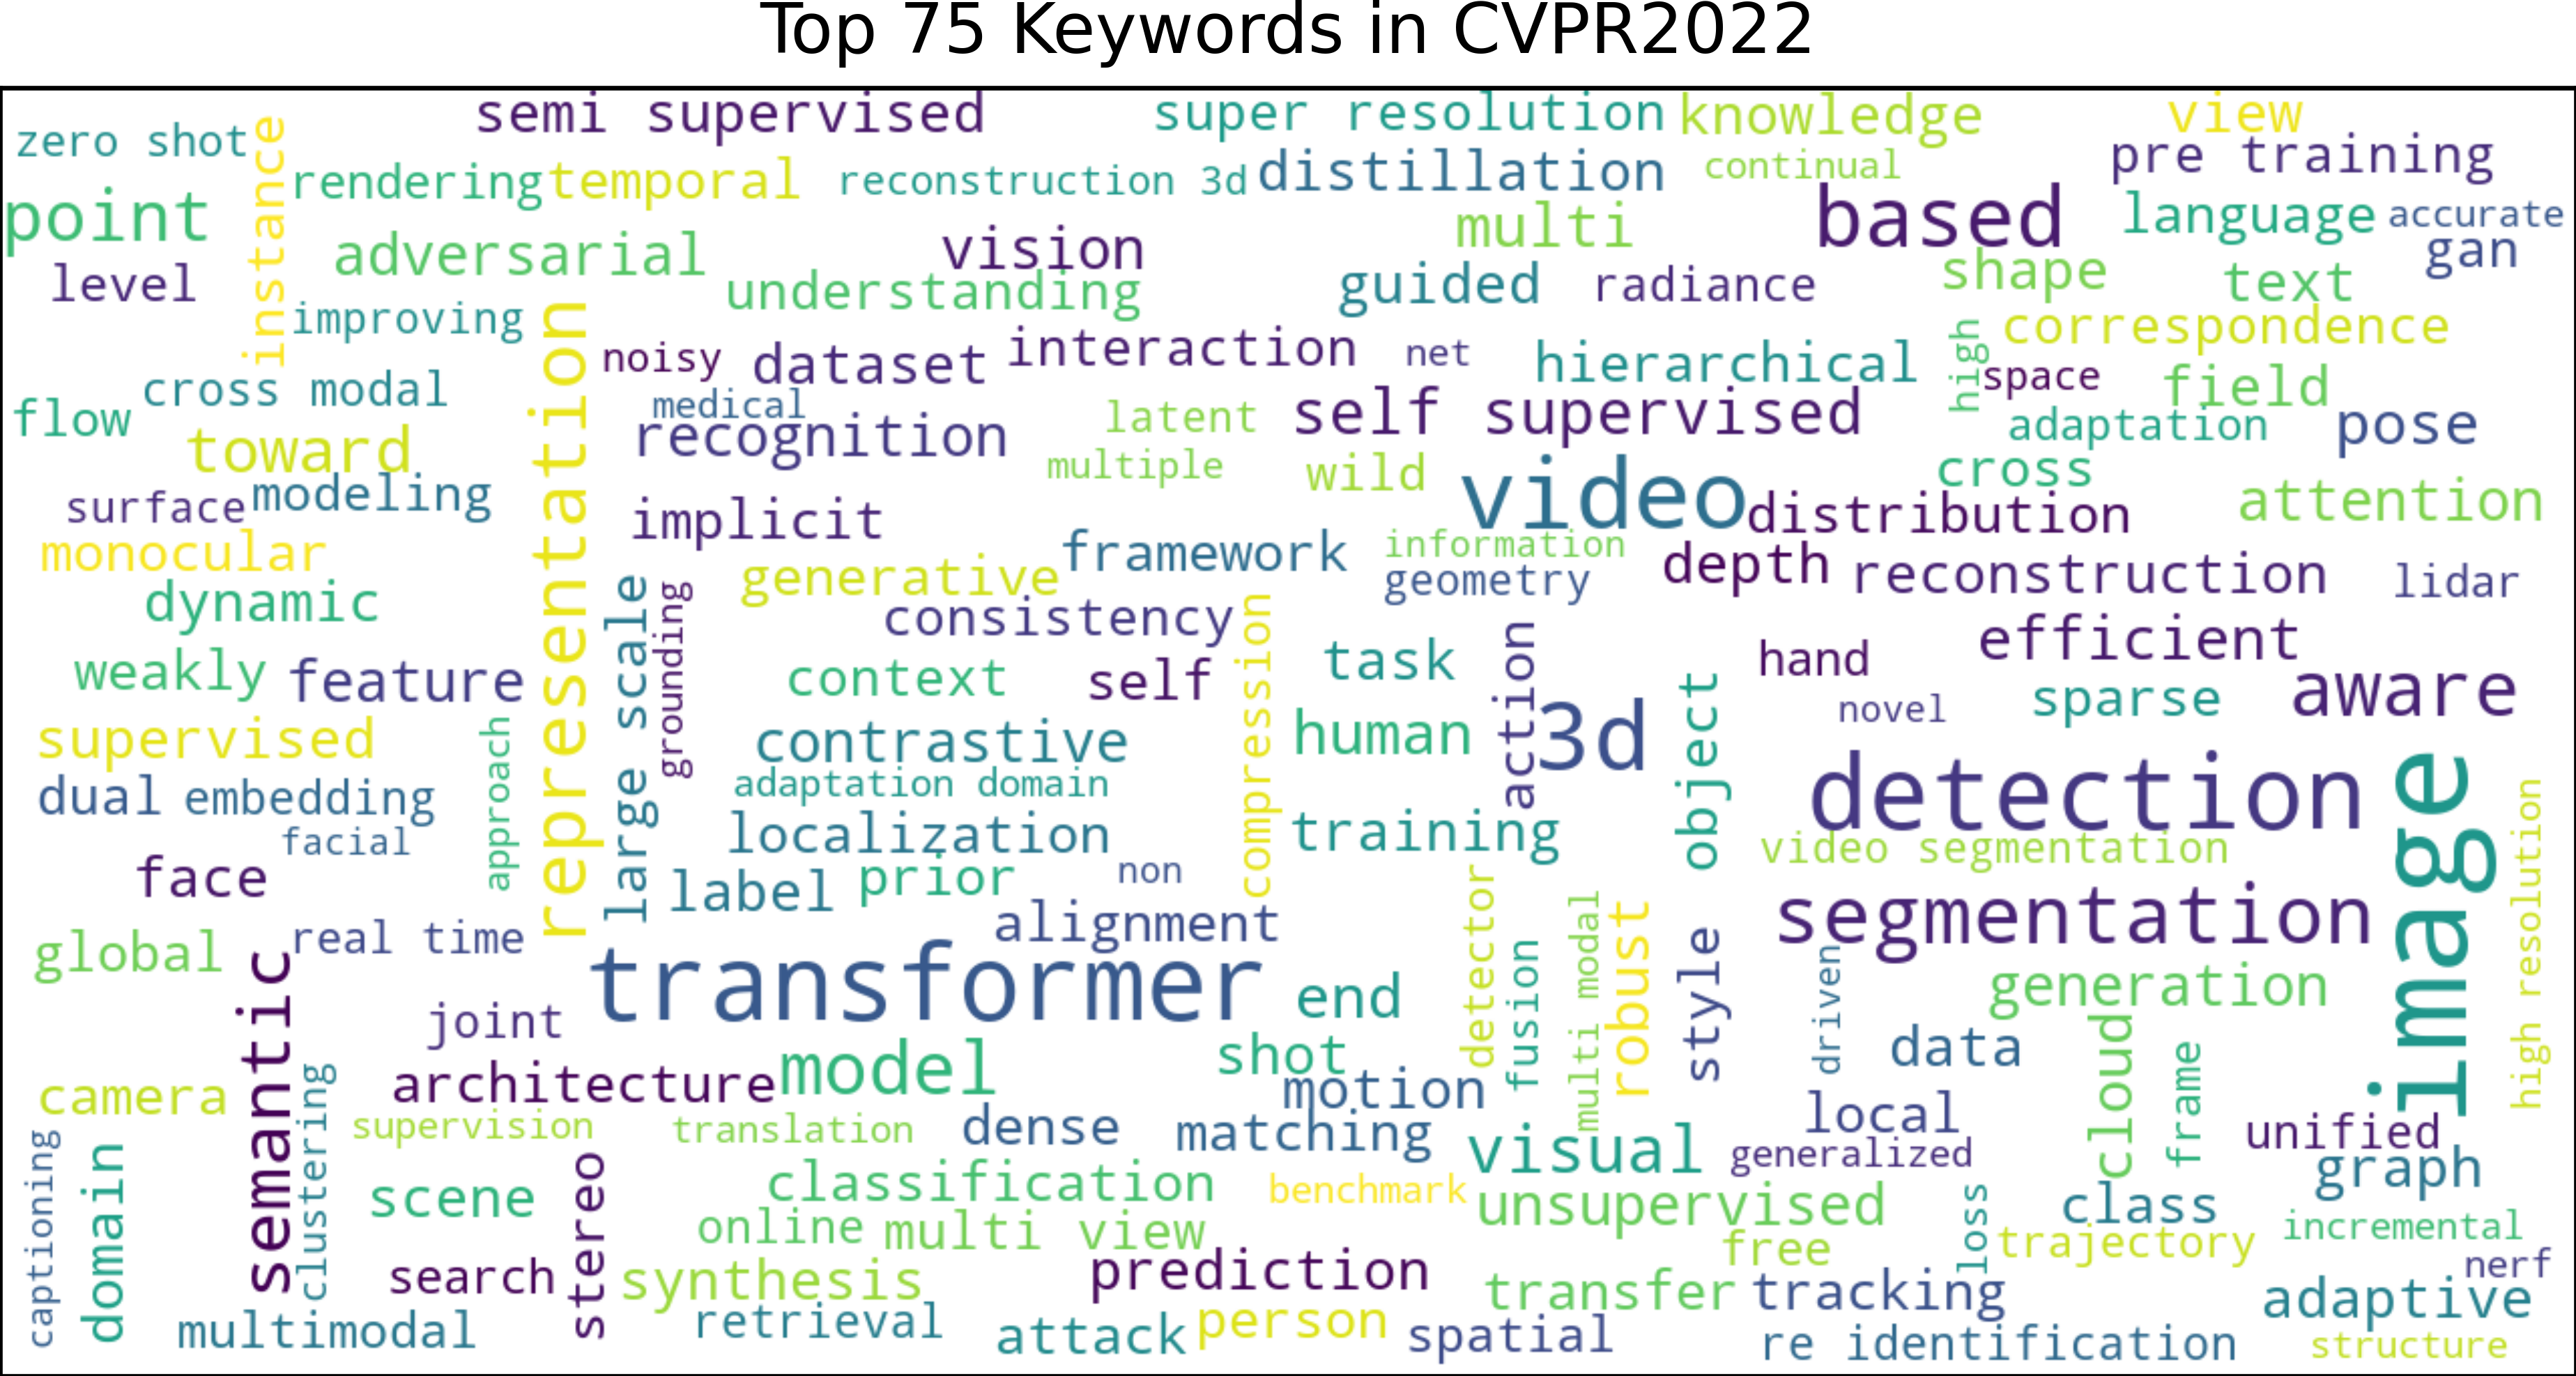 Top 75 Keywords in CVPR2022
semi supervised
super resolution
knowledge
view
zero shot
instance
rendering
temporal
reconstruction 3d
distillation
continual
pre training
point
adversarial
vision
multi
based
language
accurate
gan
level
understanding
guided
radiance
shape
text
improving
representation
noisy
dataset
interaction
net
hierarchical
high
correspondence
space
field
flow
cross modal
medical
recognition
latent
self supervised
adaptation
pose
toward
multiple
wild
video
cross
attention
surface
modeling
implicit
distribution
monocular
generative
framework
information
geometry
depth
reconstruction
lidar
dynamic
large scale
grounding
consistency
compression
action
hand
efficient
weakly
feature
context
self
task
object
novel
sparse
aware
supervised
approach
contrastive
human
3d
detection
image
dual
embedding
adaptation domain
facial
localization
training
video segmentation
high resolution
face
label
prior
non
detector
multi modal
robust
style
segmentation
global
semantic
real time
alignment
fusion
driven
generation
transformer
end
joint
shot
data
cloud
frame
camera
clustering
architecture
model
motion
local
unified
captioning
domain
supervision
translation
dense
matching
visual
generalized
graph
scene
stereo
classification
benchmark
unsupervised
loss
class
incremental
online
multi view
free
trajectory
nerf
search
synthesis
prediction
transfer
tracking
adaptive
multimodal
retrieval
attack
person
spatial
re identification
structure